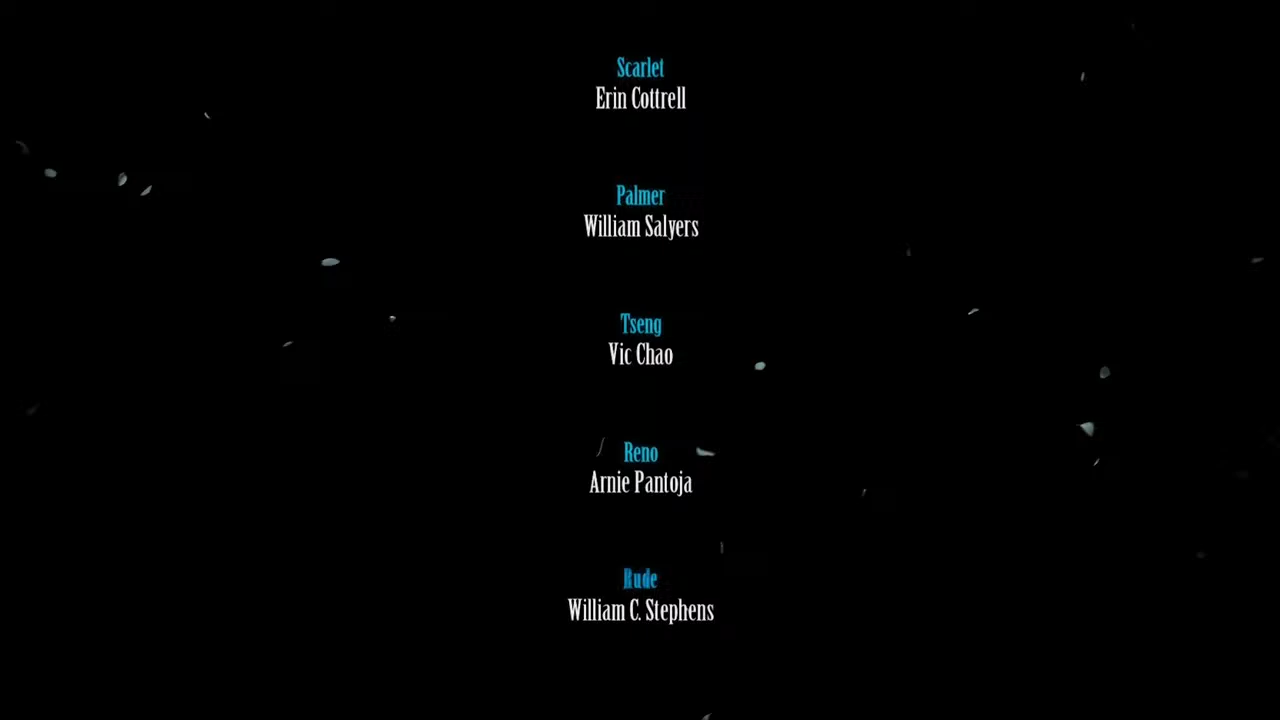 Scarlet
Erin Cottrell
Palmer
William Salyers
Tseng
Vic Chao
Reno
Arnie Pantoja
Rude
William C. Stephens